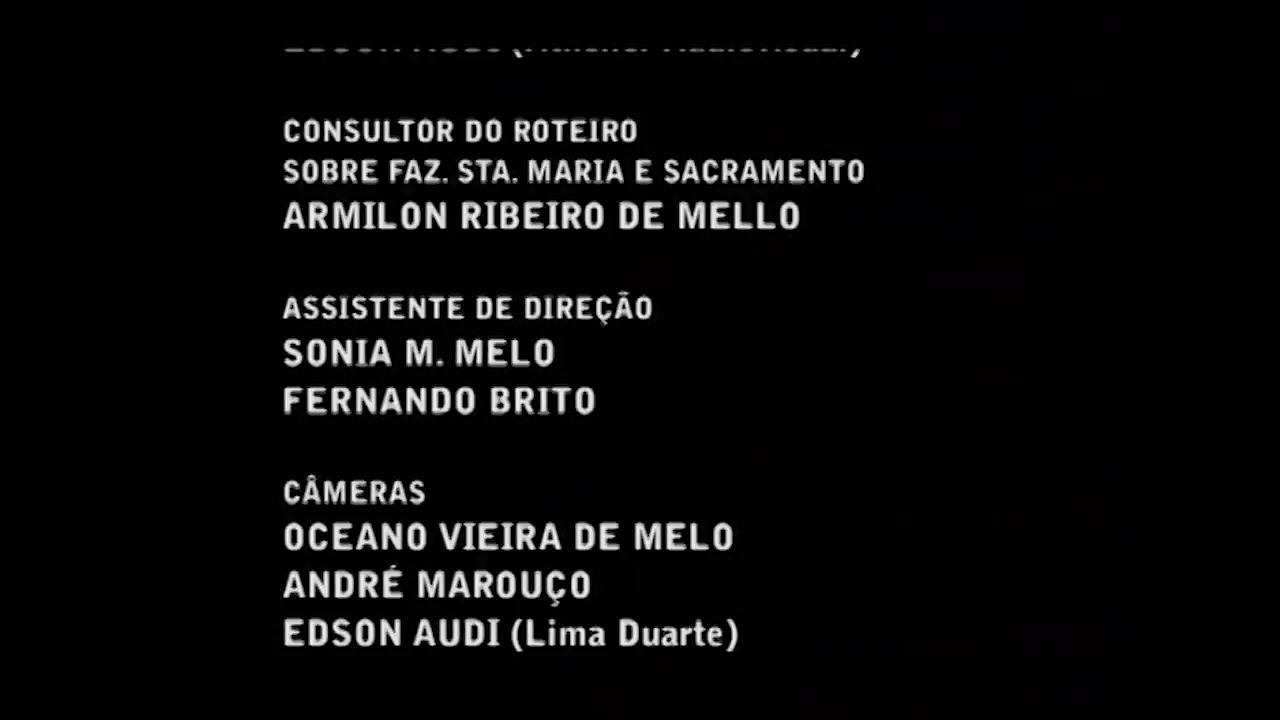 CONSULTOR DO ROTEIRO
SOBRE FAZ. STA. MARIA E SACRAMENTO
ARMILON RIBEIRO DE MELLO
ASSISTENTE DE DIREÇÃO
SONIA M. MELO
FERNANDO BRITO
CÂMERAS
OCEANO VIEIRA DE MELO
ANDRÉ MAROUÇO
EDSON AUDI (Lima Duarte)